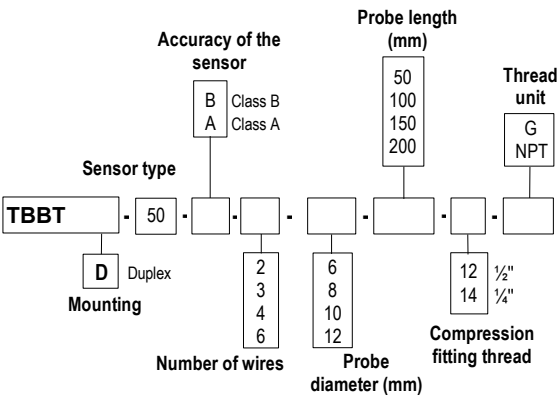 Probe length
(mm)
Accuracy of the
sensor
50
100
150
200
Thread
unit
B Class B
A Class A
G
NPT
Sensor type
TBBT - 50 - - - - - -
D Duplex
Mounting
2
3
4
6
Number of wires
6
8
10
12
Probe
diameter (mm)
12 ½"
14 ¼"
Compression
fitting thread